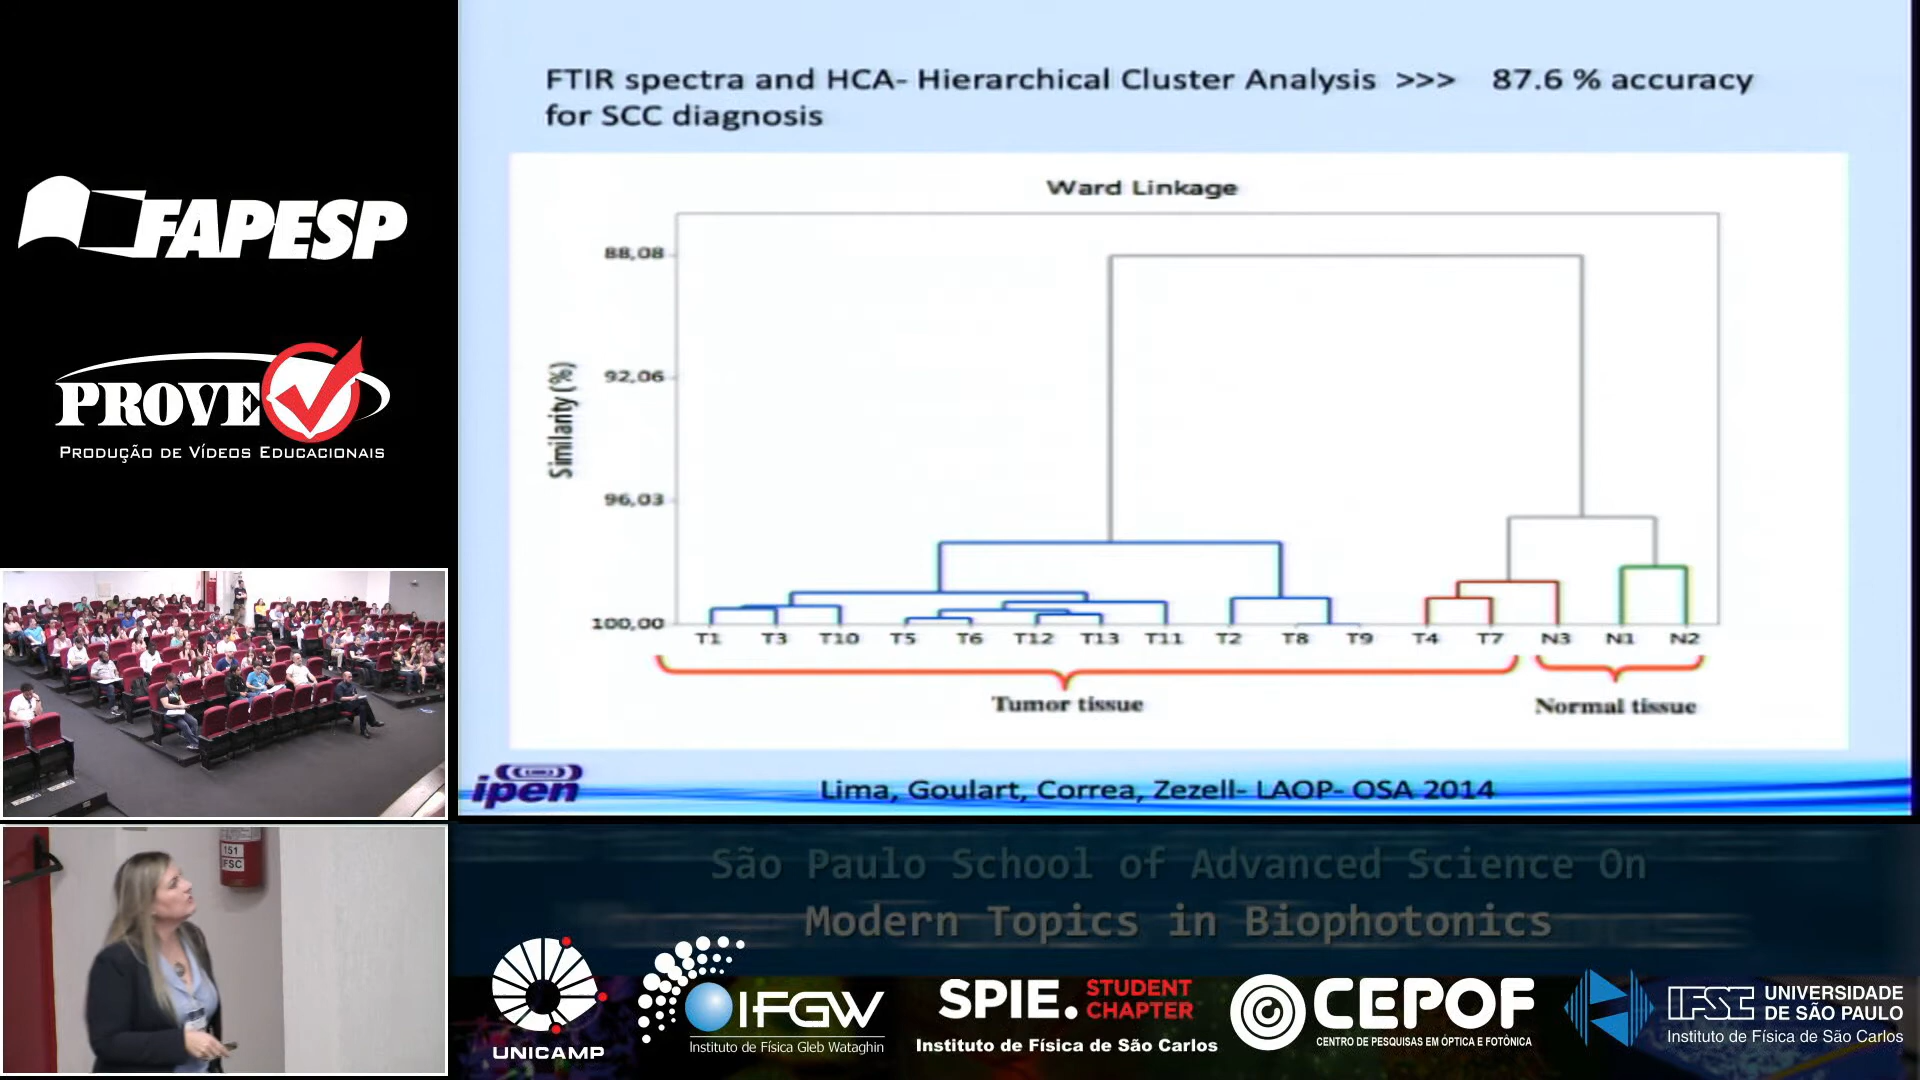 FAPESP
PROVE
PRODUÇÃO DE VÍDEOS EDUCACIONAIS
FTIR spectra and HCA- Hierarchical Cluster Analysis >>> 87.6 % accuracy
for SCC diagnosis
Ward Linkage
Similarity (%)
88,08
92,06
96,03
100,00
T1 T3 T10 T5 T6 T12 T13 T11 T2 T8 T9 T4 T7 N3 N1 N2
Tumor tissue
Normal tissue
ipen
Lima, Goulart, Correa, Zezell- LAOP- OSA 2014
151
IFSC
São Paulo School of Advanced Science On
Modern Topics in Biophotonics
UNICAMP
IFGW
Instituto de Física Gleb Wataghin
SPIE. STUDENT
CHAPTER
Instituto de Física de São Carlos
CEPOF
CENTRO DE PESQUISAS EM ÓPTICA E FOTÔNICA
IFSC
UNIVERSIDADE
DE SÃO PAULO
Instituto de Física de São Carlos